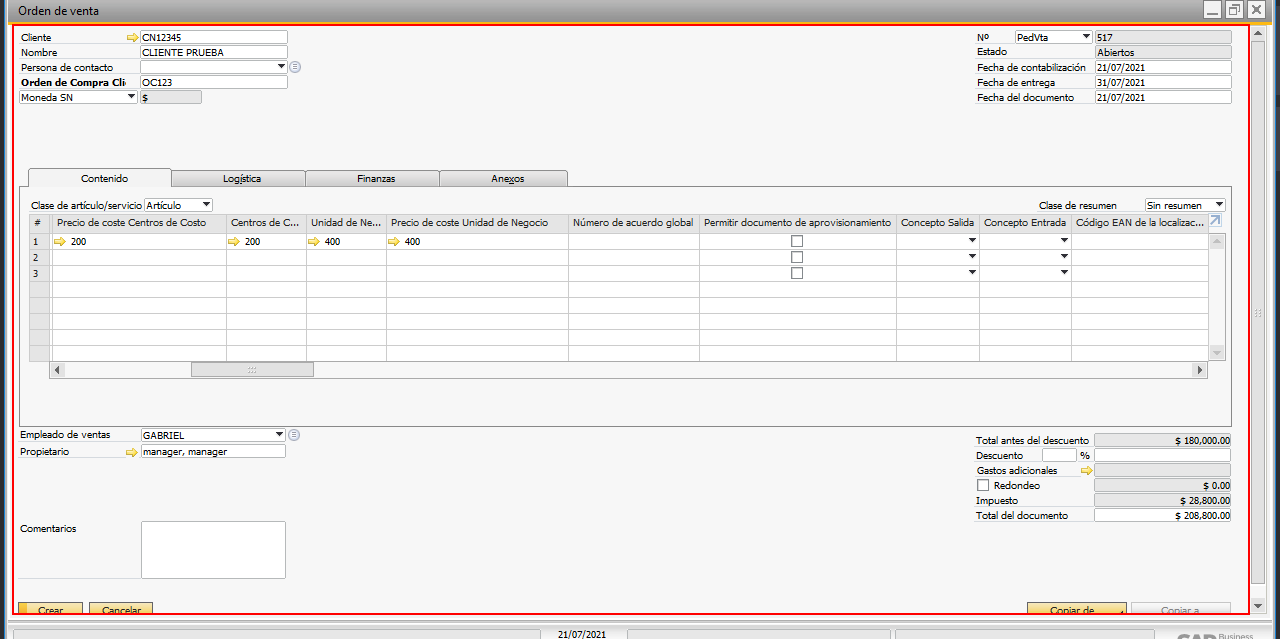 Orden de venta
Cliente CN12345 Nº PedVta 517
Nombre CLIENTE PRUEBA Estado Abiertos
Persona de contacto Fecha de contabilización 21/07/2021
Orden de Compra Cli OC123 Fecha de entrega 31/07/2021
Moneda SN $ Fecha del documento 21/07/2021
Contenido Logística Finanzas Anexos
Clase de artículo/servicio Artículo Clase de resumen Sin resumen
# Precio de coste Centros de Costo Centros de C... Unidad de Ne... Precio de coste Unidad de Negocio Número de acuerdo global Permitir documento de aprovisionamiento Concepto Salida Concepto Entrada Código EAN de la localizac...
1 200 200 400 400
2
3
Empleado de ventas GABRIEL
Propietario manager, manager
Total antes del descuento $ 180,000.00
Descuento %
Gastos adicionales
Redondeo $ 0.00
Impuesto $ 28,800.00
Total del documento $ 208,800.00
Comentarios
Crear Cancelar Copiar de Copiar a
21/07/2021 Business